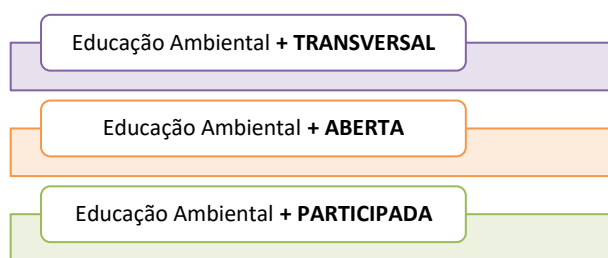 Educação Ambiental + TRANSVERSAL
Educação Ambiental + ABERTA
Educação Ambiental + PARTICIPADA